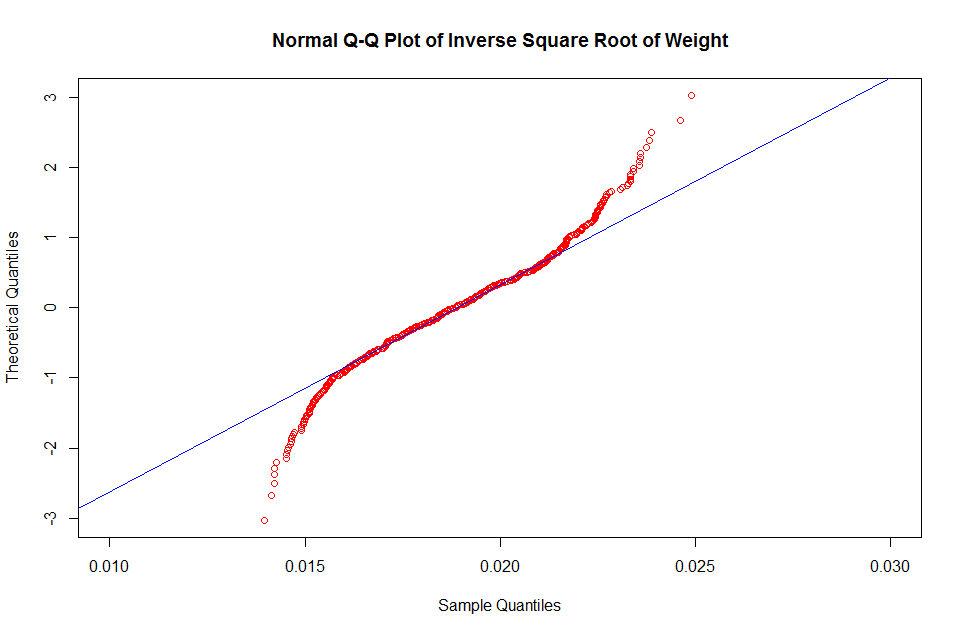 Normal Q-Q Plot of Inverse Square Root of Weight
Theoretical Quantiles
3
2
1
0
-1
-2
-3
0.010 0.015 0.020 0.025 0.030
Sample Quantiles